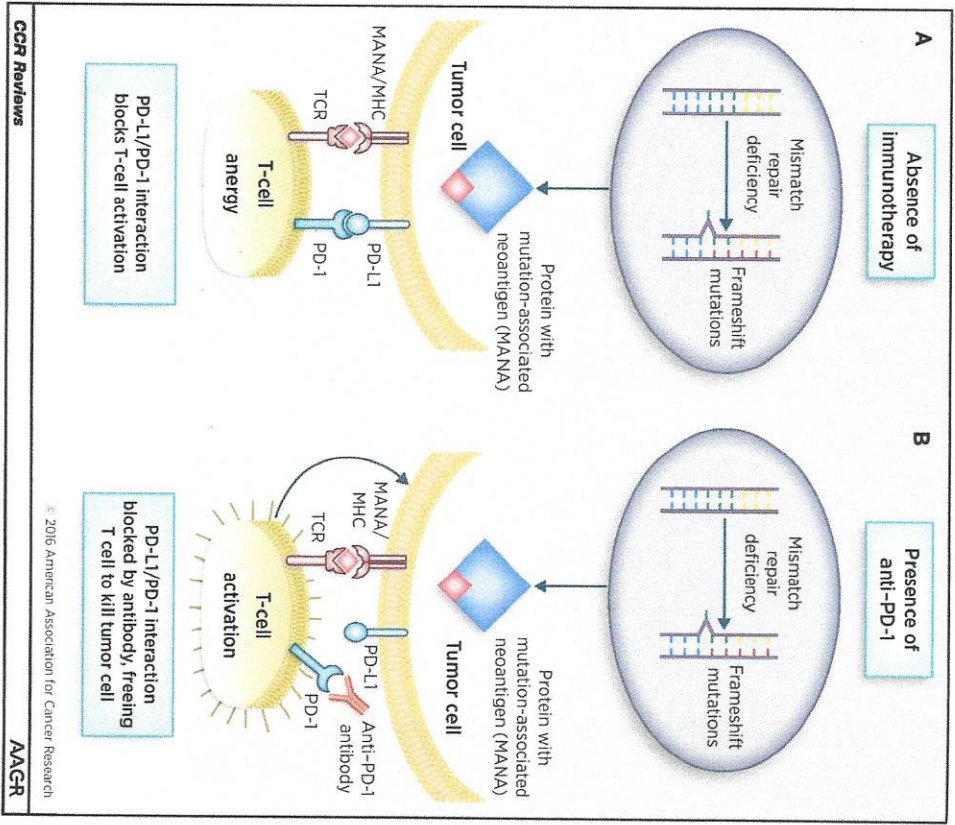 A
Absence of
immunotherapy
Mismatch
repair
deficiency
Frameshift
mutations
Protein with
mutation-associated
neoantigen (MANA)
Tumor cell
MANA/MHC
TCR
PD-L1
PD-1
T-cell
anergy
PD-L1/PD-1 interaction
blocks T-cell activation
B
Presence of
anti-PD-1
Mismatch
repair
deficiency
Frameshift
mutations
Protein with
mutation-associated
neoantigen (MANA)
Tumor cell
MANA/
MHC
TCR
PD-L1
PD-1
Anti-PD-1
antibody
T-cell
activation
PD-L1/PD-1 interaction
blocked by antibody, freeing
T cell to kill tumor cell
© 2016 American Association for Cancer Research
CCR Reviews
AACR